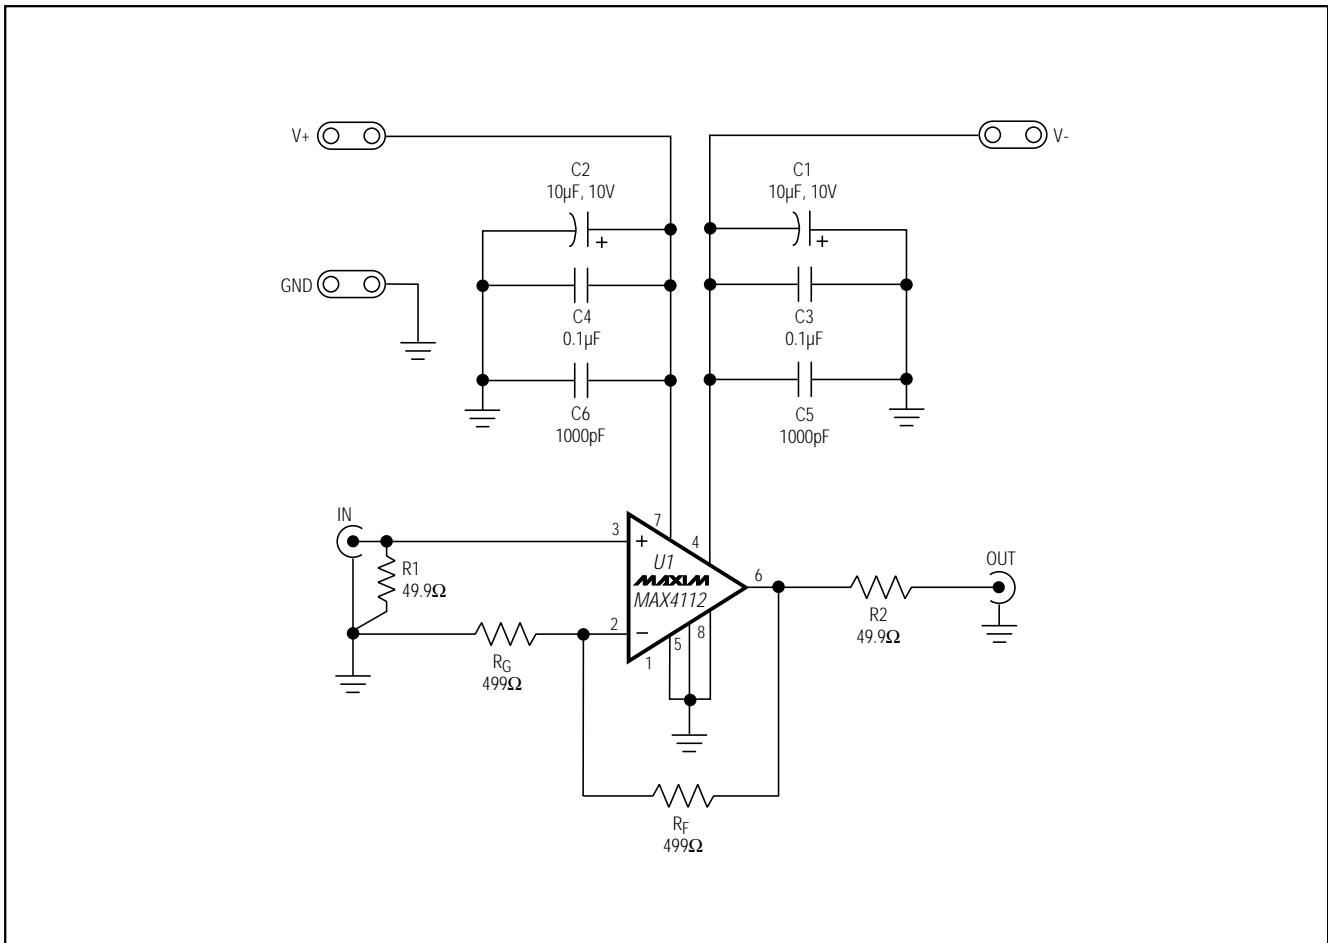 V+
V-
C2
10µF, 10V
+
C1
10µF, 10V
+
GND
C4
0.1µF
C3
0.1µF
C6
1000pF
C5
1000pF
IN
R1
49.9Ω
3
+
7
4
U1
MAXIM
MAX4112
6
OUT
R2
49.9Ω
2
−
1
5
8
RG
499Ω
RF
499Ω